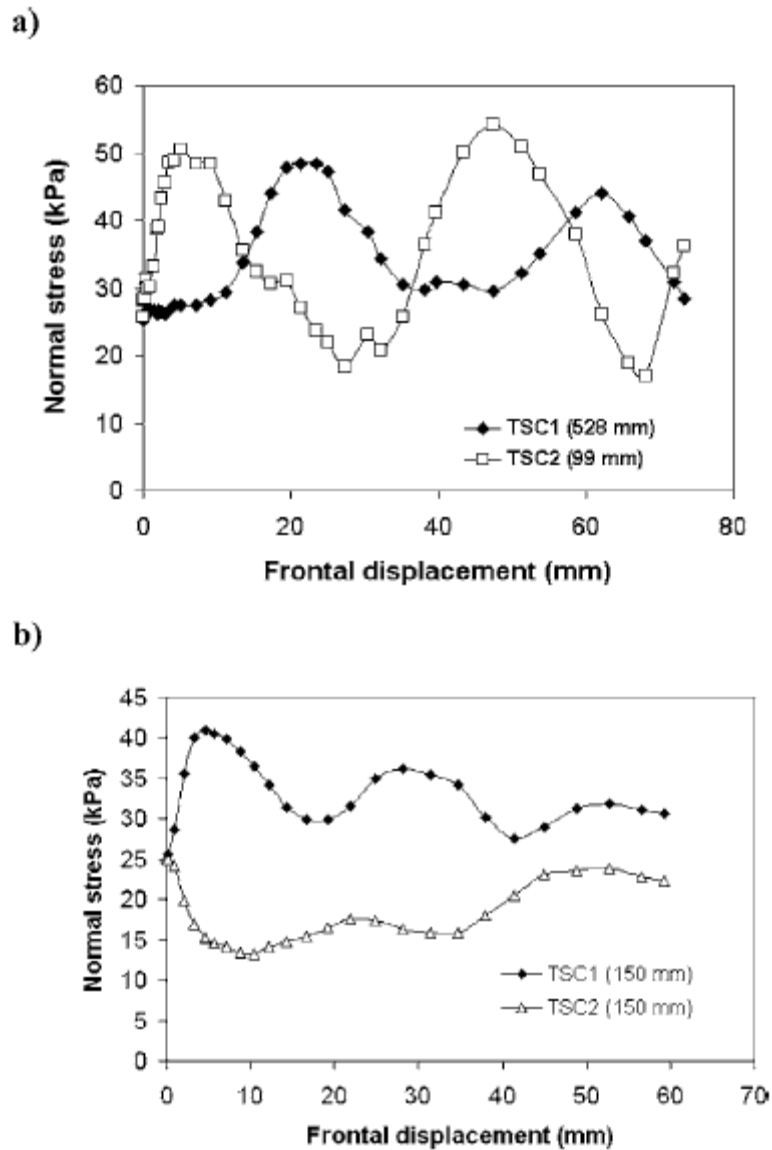 a)
60
50
40
30
20
10
0
Normal stress (kPa)
TSC1 (528 mm)
TSC2 (99 mm)
0 20 40 60 80
Frontal displacement (mm)
b)
45
40
35
30
25
20
15
10
5
0
Normal stress (kPa)
TSC1 (150 mm)
TSC2 (150 mm)
0 10 20 30 40 50 60 70
Frontal displacement (mm)